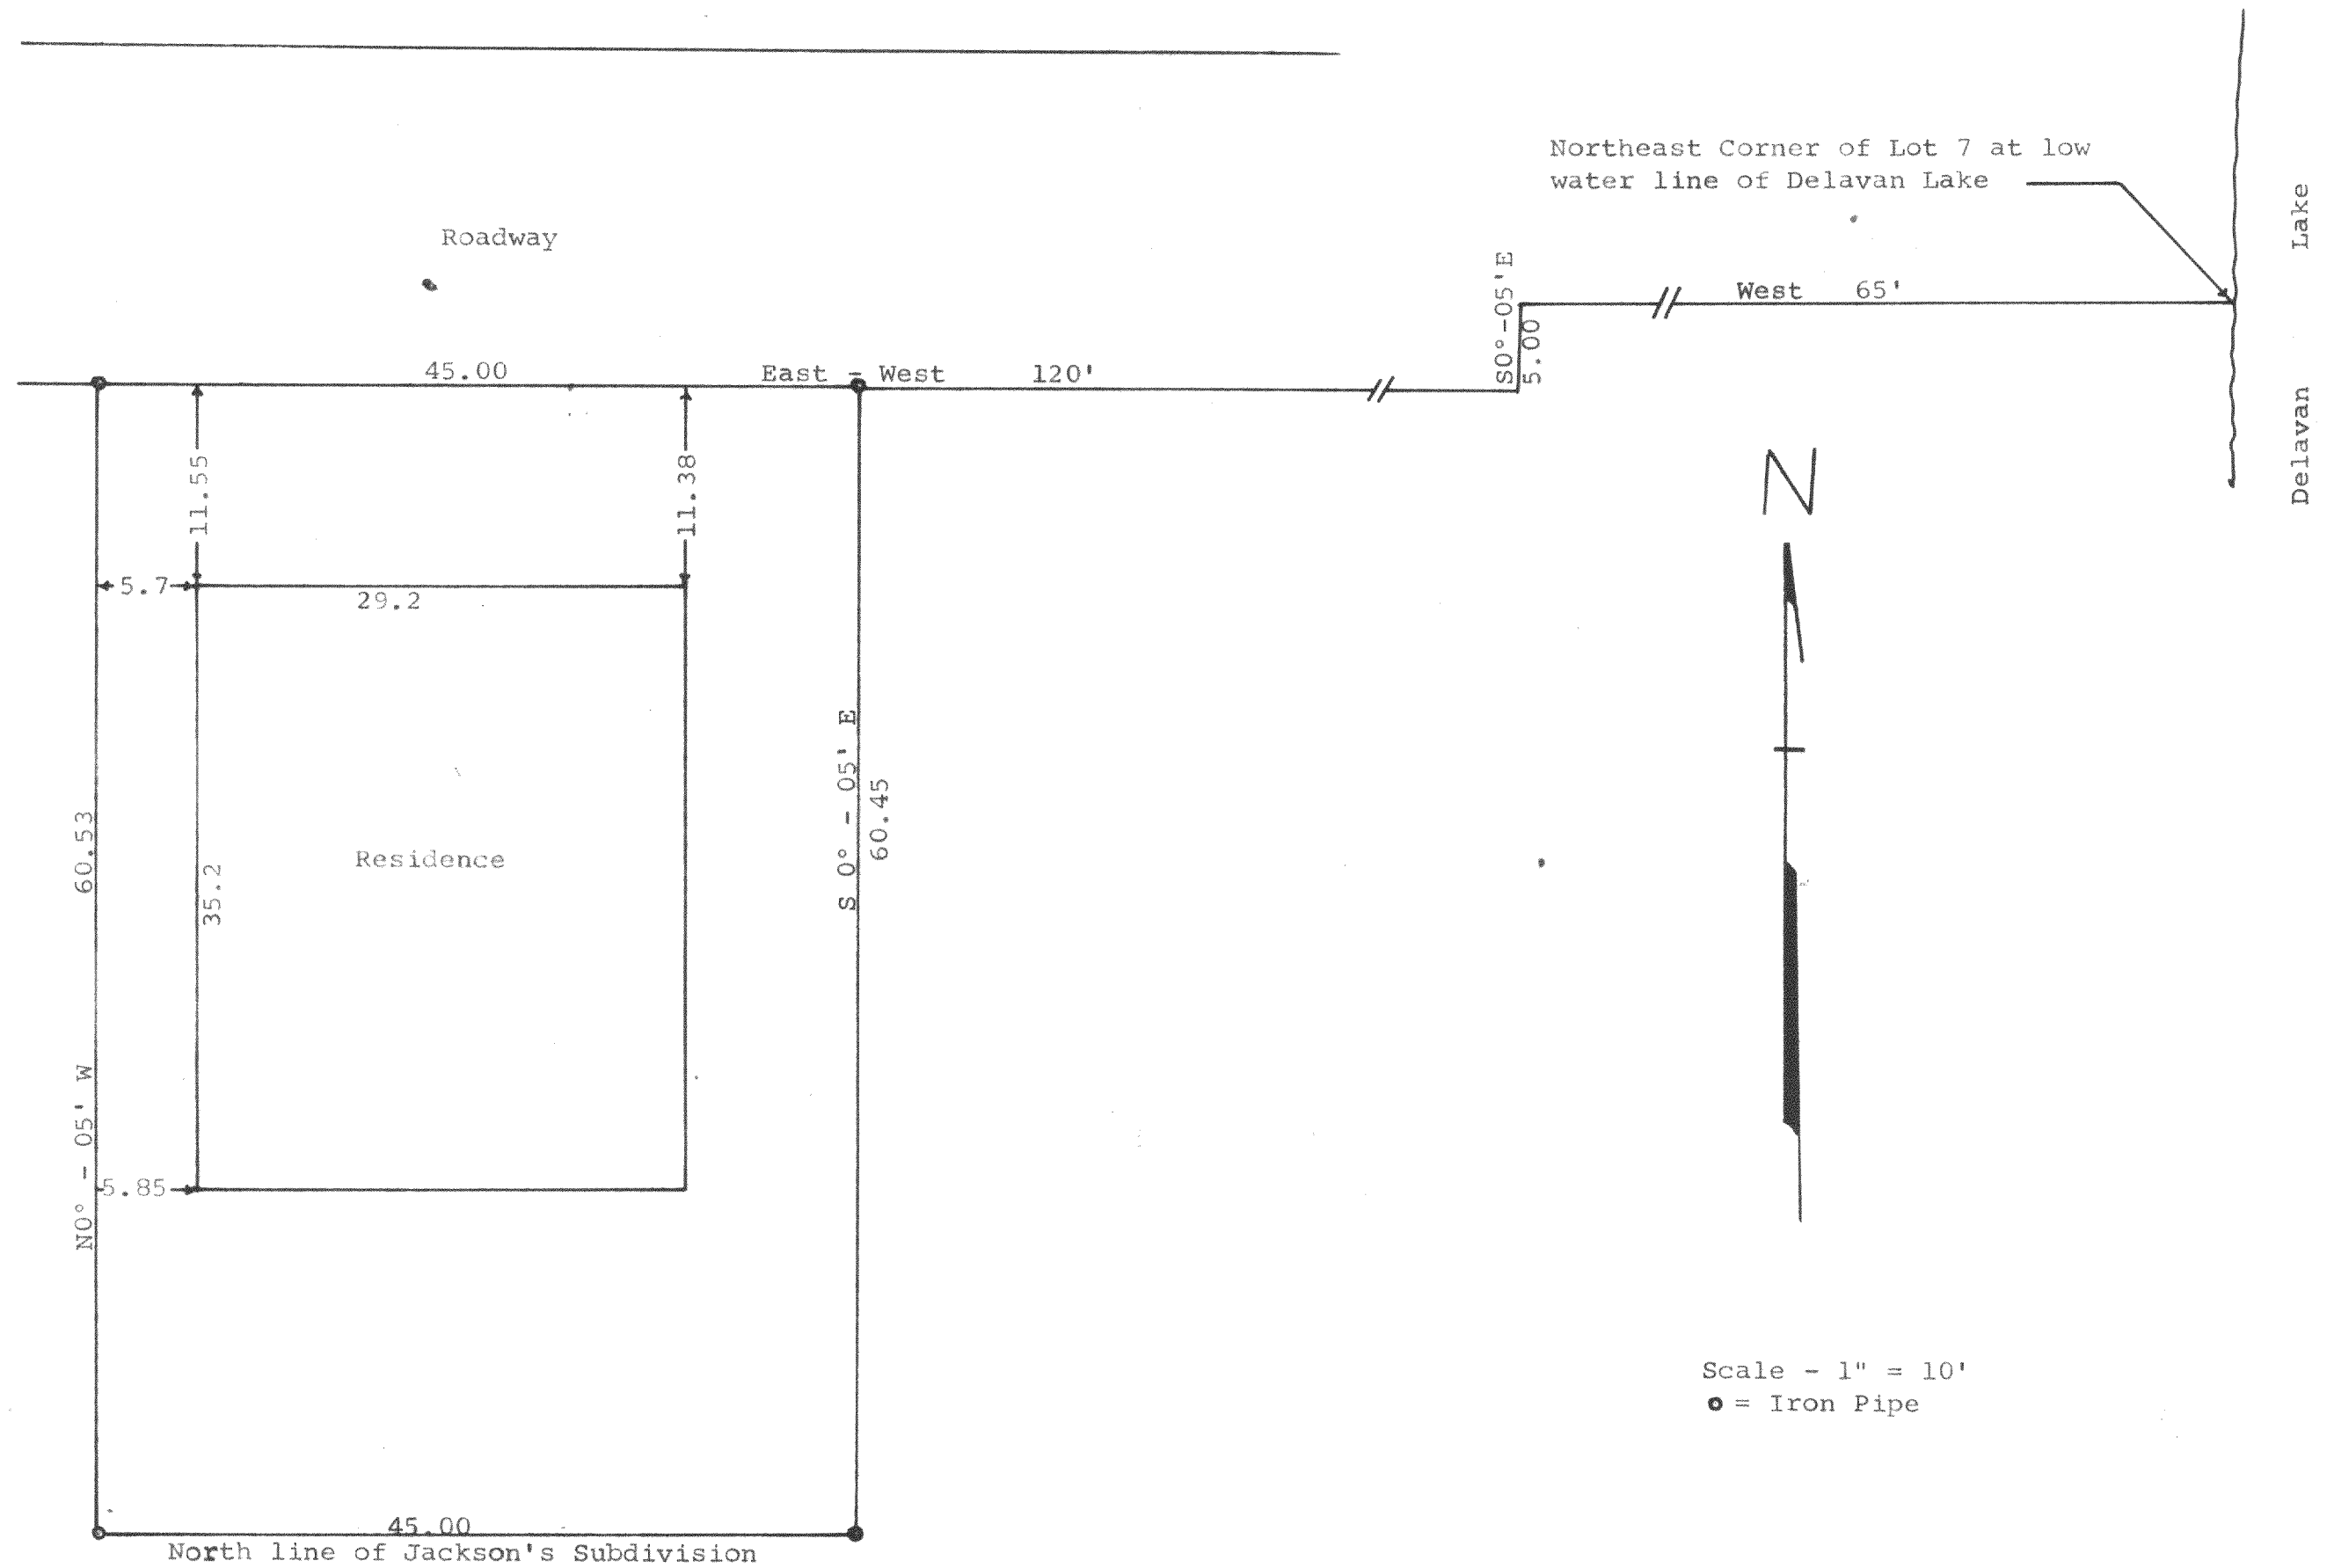 Northeast Corner of Lot 7 at low
water line of Delavan Lake
Roadway
Delavan Lake
West 65'
S0°-05'E
5.00
45.00
East - West 120'
11.55
11.38
N
5.7
29.2
N0° - 05' W 60.53
35.2
Residence
S 0° - 05' E
60.45
5.85
Scale - 1" = 10'
o = Iron Pipe
45.00
North line of Jackson's Subdivision